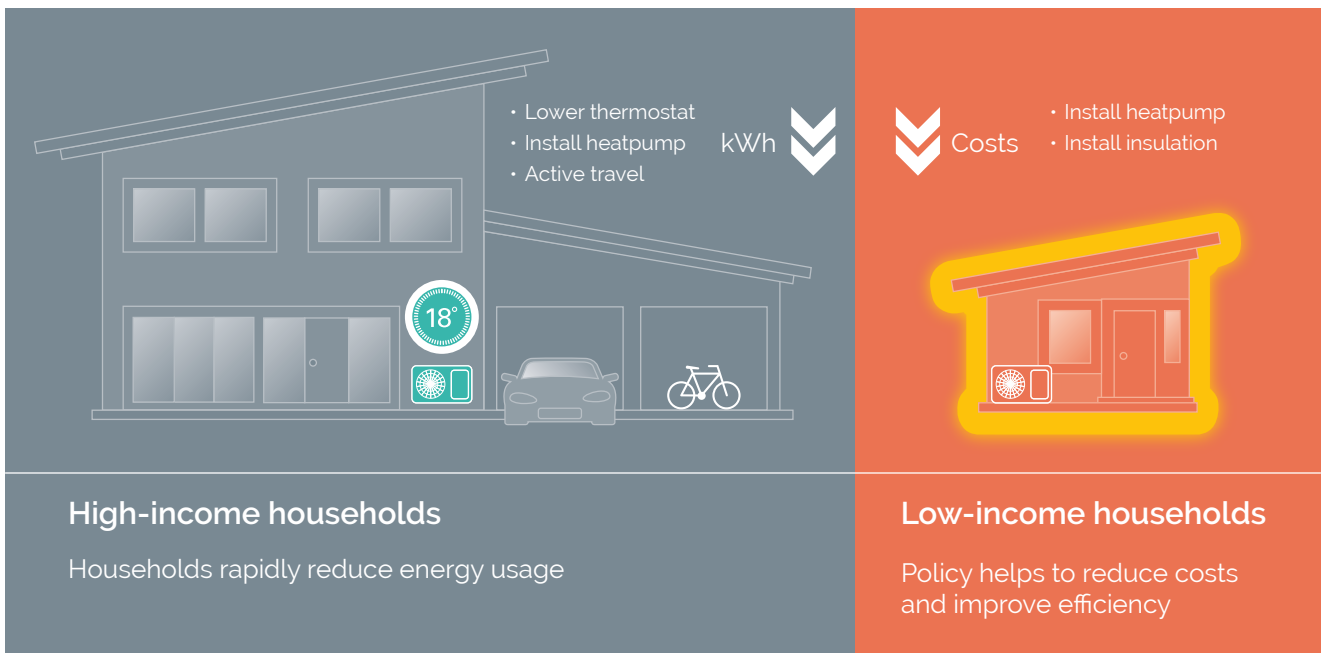 • Lower thermostat
• Install heatpump
• Active travel
kWh
Costs
• Install heatpump
• Install insulation
18°
High-income households
Households rapidly reduce energy usage
Low-income households
Policy helps to reduce costs
and improve efficiency